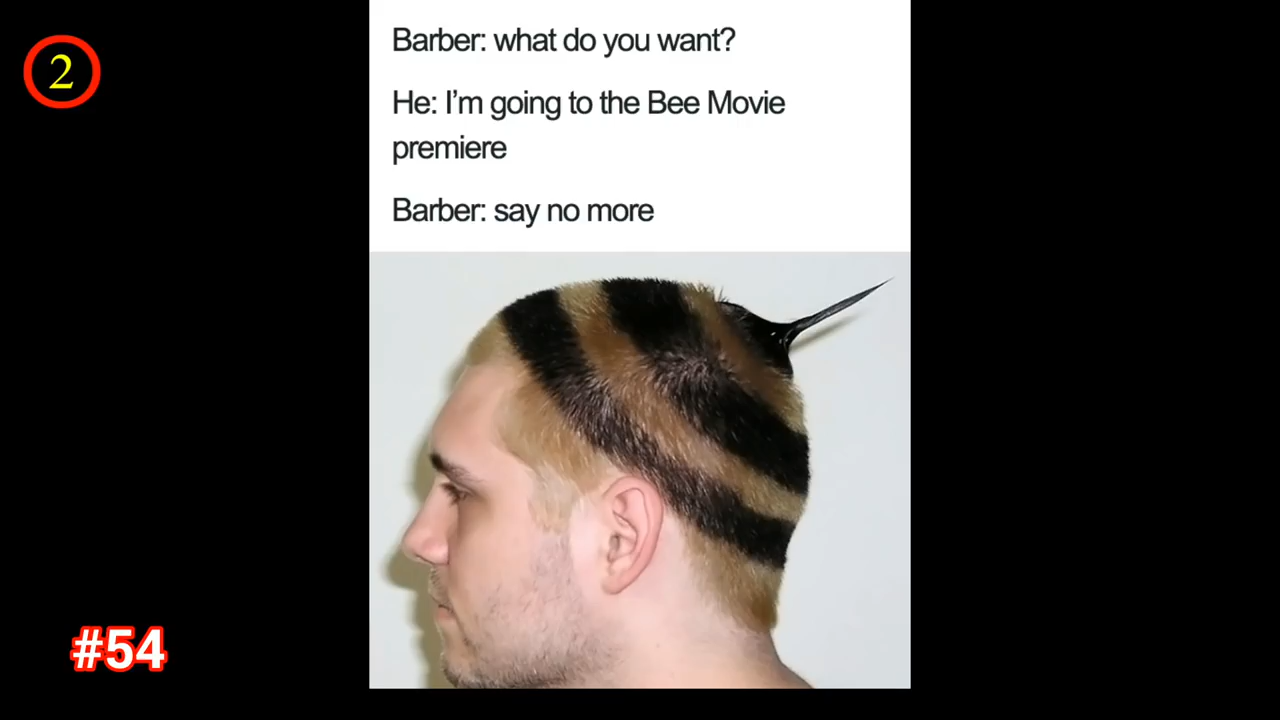 2
Barber: what do you want?
He: I'm going to the Bee Movie
premiere
Barber: say no more
#54